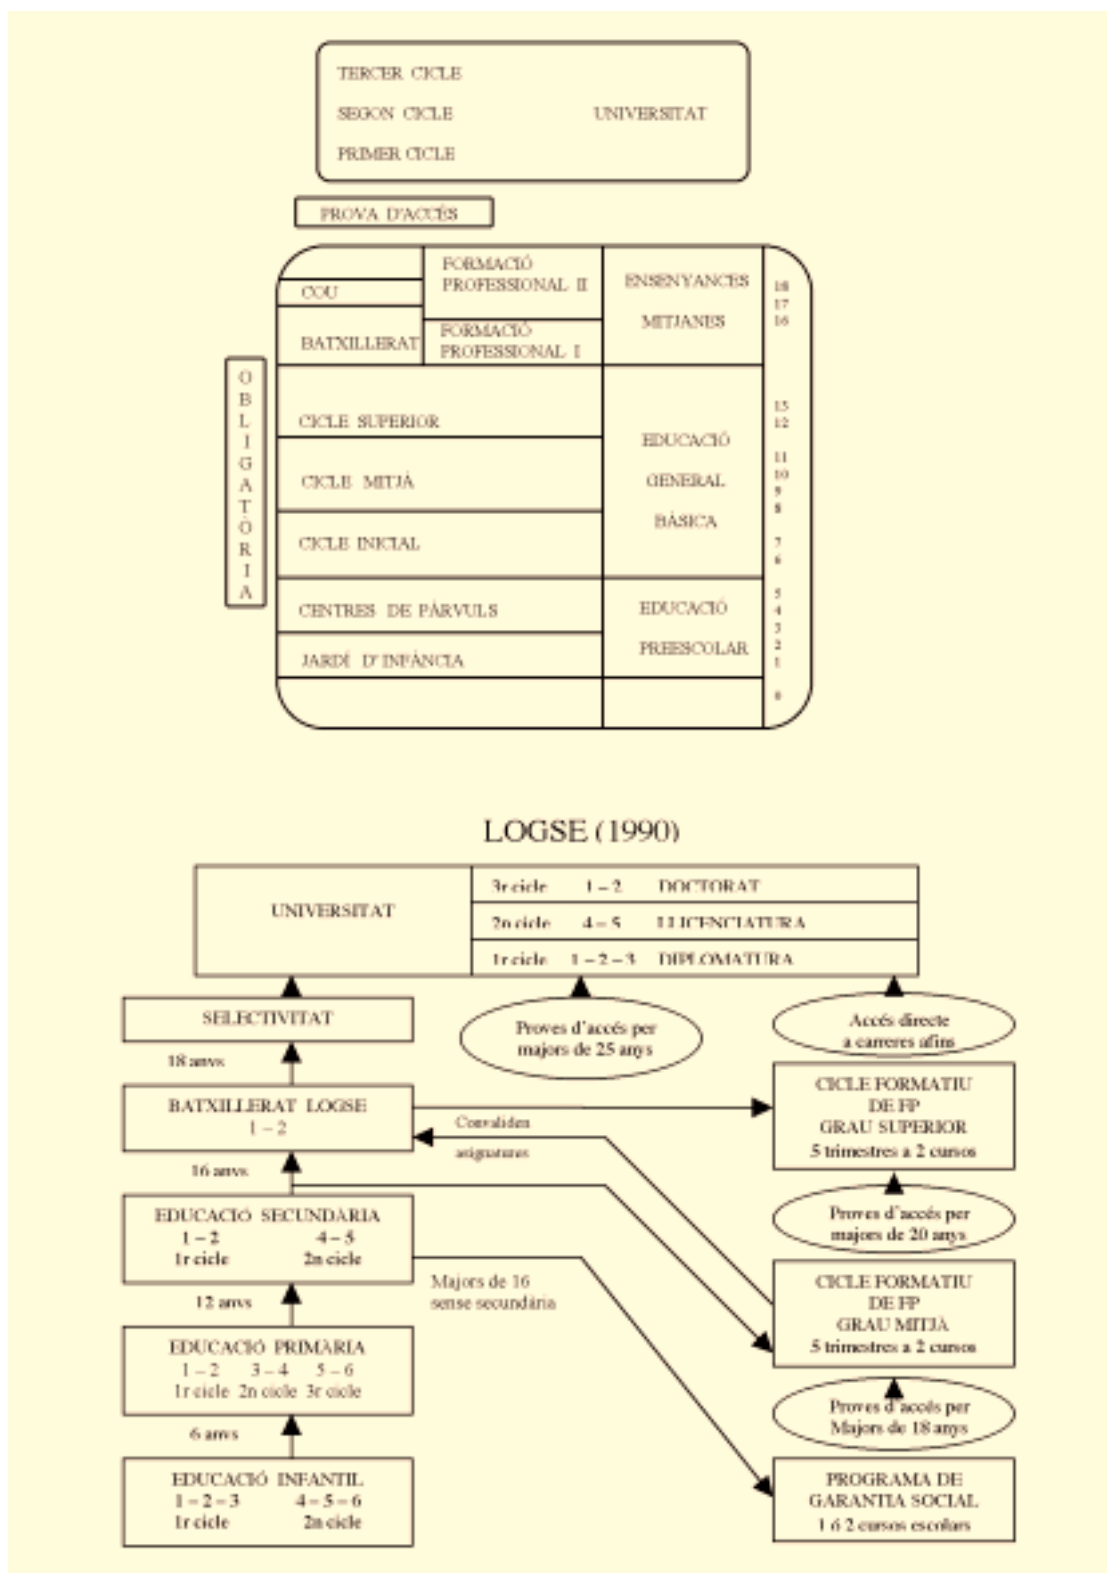 TERCER CICLE
SEGON CICLE UNIVERSITAT
PRIMER CICLE
PROVA D'ACCÉS
FORMACIÓ
PROFESSIONAL II
COU
ENSENYANCES
MITJANES
BATXILLERAT
FORMACIÓ
PROFESSIONAL I
18
17
16
OBLIGATÒRIA
CICLE SUPERIOR
CICLE MITJÀ
CICLE INICIAL
EDUCACIÓ
GENERAL
BÀSICA
13
12
11
10
9
8
7
6
CENTRES DE PÀRVULS
JARDÍ D'INFÀNCIA
EDUCACIÓ
PREESCOLAR
5
4
3
2
1
0
LOGSE (1990)
UNIVERSITAT
3r cicle 1 – 2 DOCTORAT
2n cicle 4 – 5 LLICENCIATURA
1r cicle 1 – 2 – 3 DIPLOMATURA
SELECTIVITAT
Proves d'accés per
majors de 25 anys
Accés directe
a carreres afins
18 anys
BATXILLERAT LOGSE
1 – 2
Convaliden
asignatures
CICLE FORMATIU
DE FP
GRAU SUPERIOR
5 trimestres a 2 cursos
16 anys
EDUCACIÓ SECUNDÀRIA
1 – 2 4 – 5
1r cicle 2n cicle
Proves d'accés per
majors de 20 anys
Majors de 16
sense secundària
CICLE FORMATIU
DE FP
GRAU MITJÀ
5 trimestres a 2 cursos
12 anys
EDUCACIÓ PRIMÀRIA
1 – 2 3 – 4 5 – 6
1r cicle 2n cicle 3r cicle
Proves d'accés per
Majors de 18 anys
6 anys
EDUCACIÓ INFANTIL
1 – 2 – 3 4 – 5 – 6
1r cicle 2n cicle
PROGRAMA DE
GARANTIA SOCIAL
1 ó 2 cursos escolars